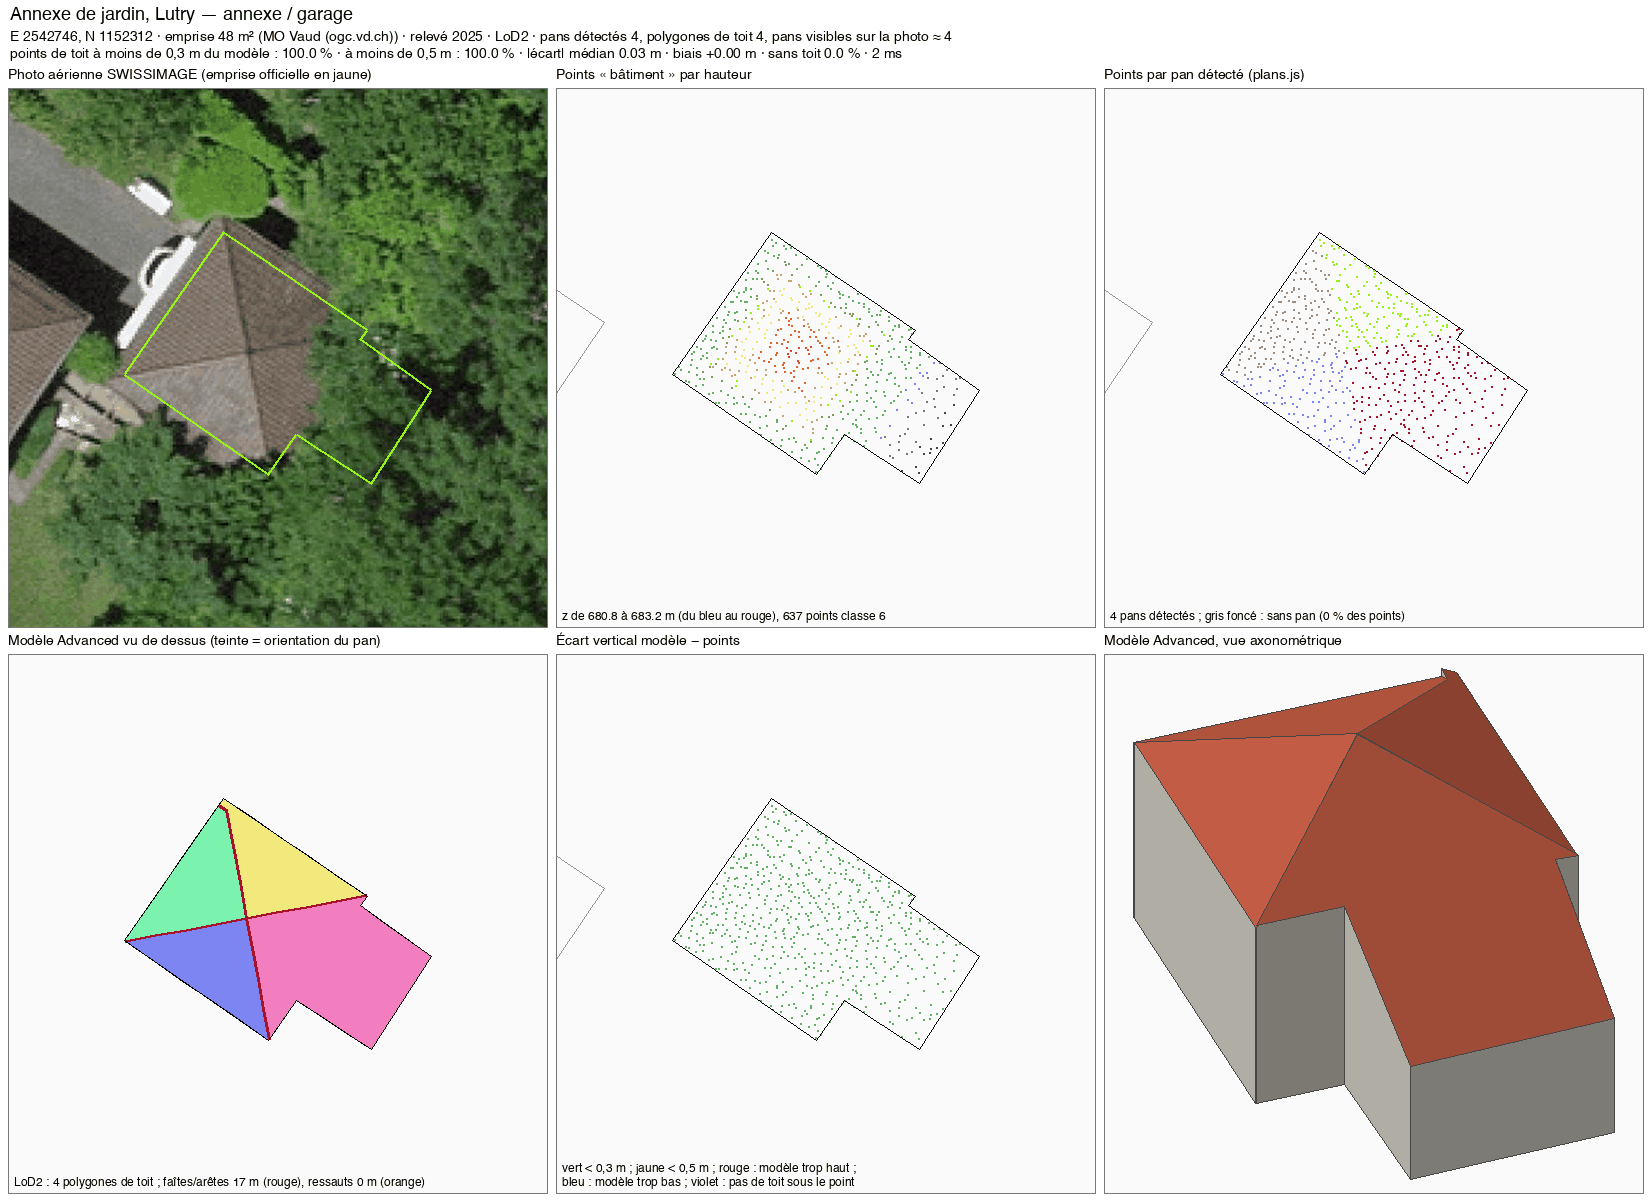 Annexe de jardin, Lutry — annexe / garage
E 2542746, N 1152312 · emprise 48 m² (MO Vaud (ogc.vd.ch)) · relevé 2025 · LoD2 · pans détectés 4, polygones de toit 4, pans visibles sur la photo ≈ 4
points de toit à moins de 0,3 m du modèle : 100.0 % · à moins de 0,5 m : 100.0 % · lécartl médian 0.03 m · biais +0.00 m · sans toit 0.0 % · 2 ms
Photo aérienne SWISSIMAGE (emprise officielle en jaune)
Points « bâtiment » par hauteur
Points par pan détecté (plans.js)
z de 680.8 à 683.2 m (du bleu au rouge), 637 points classe 6
4 pans détectés ; gris foncé : sans pan (0 % des points)
Modèle Advanced vu de dessus (teinte = orientation du pan)
Écart vertical modèle − points
Modèle Advanced, vue axonométrique
LoD2 : 4 polygones de toit ; faîtes/arêtes 17 m (rouge), ressauts 0 m (orange)
vert < 0,3 m ; jaune < 0,5 m ; rouge : modèle trop haut ;
bleu : modèle trop bas ; violet : pas de toit sous le point